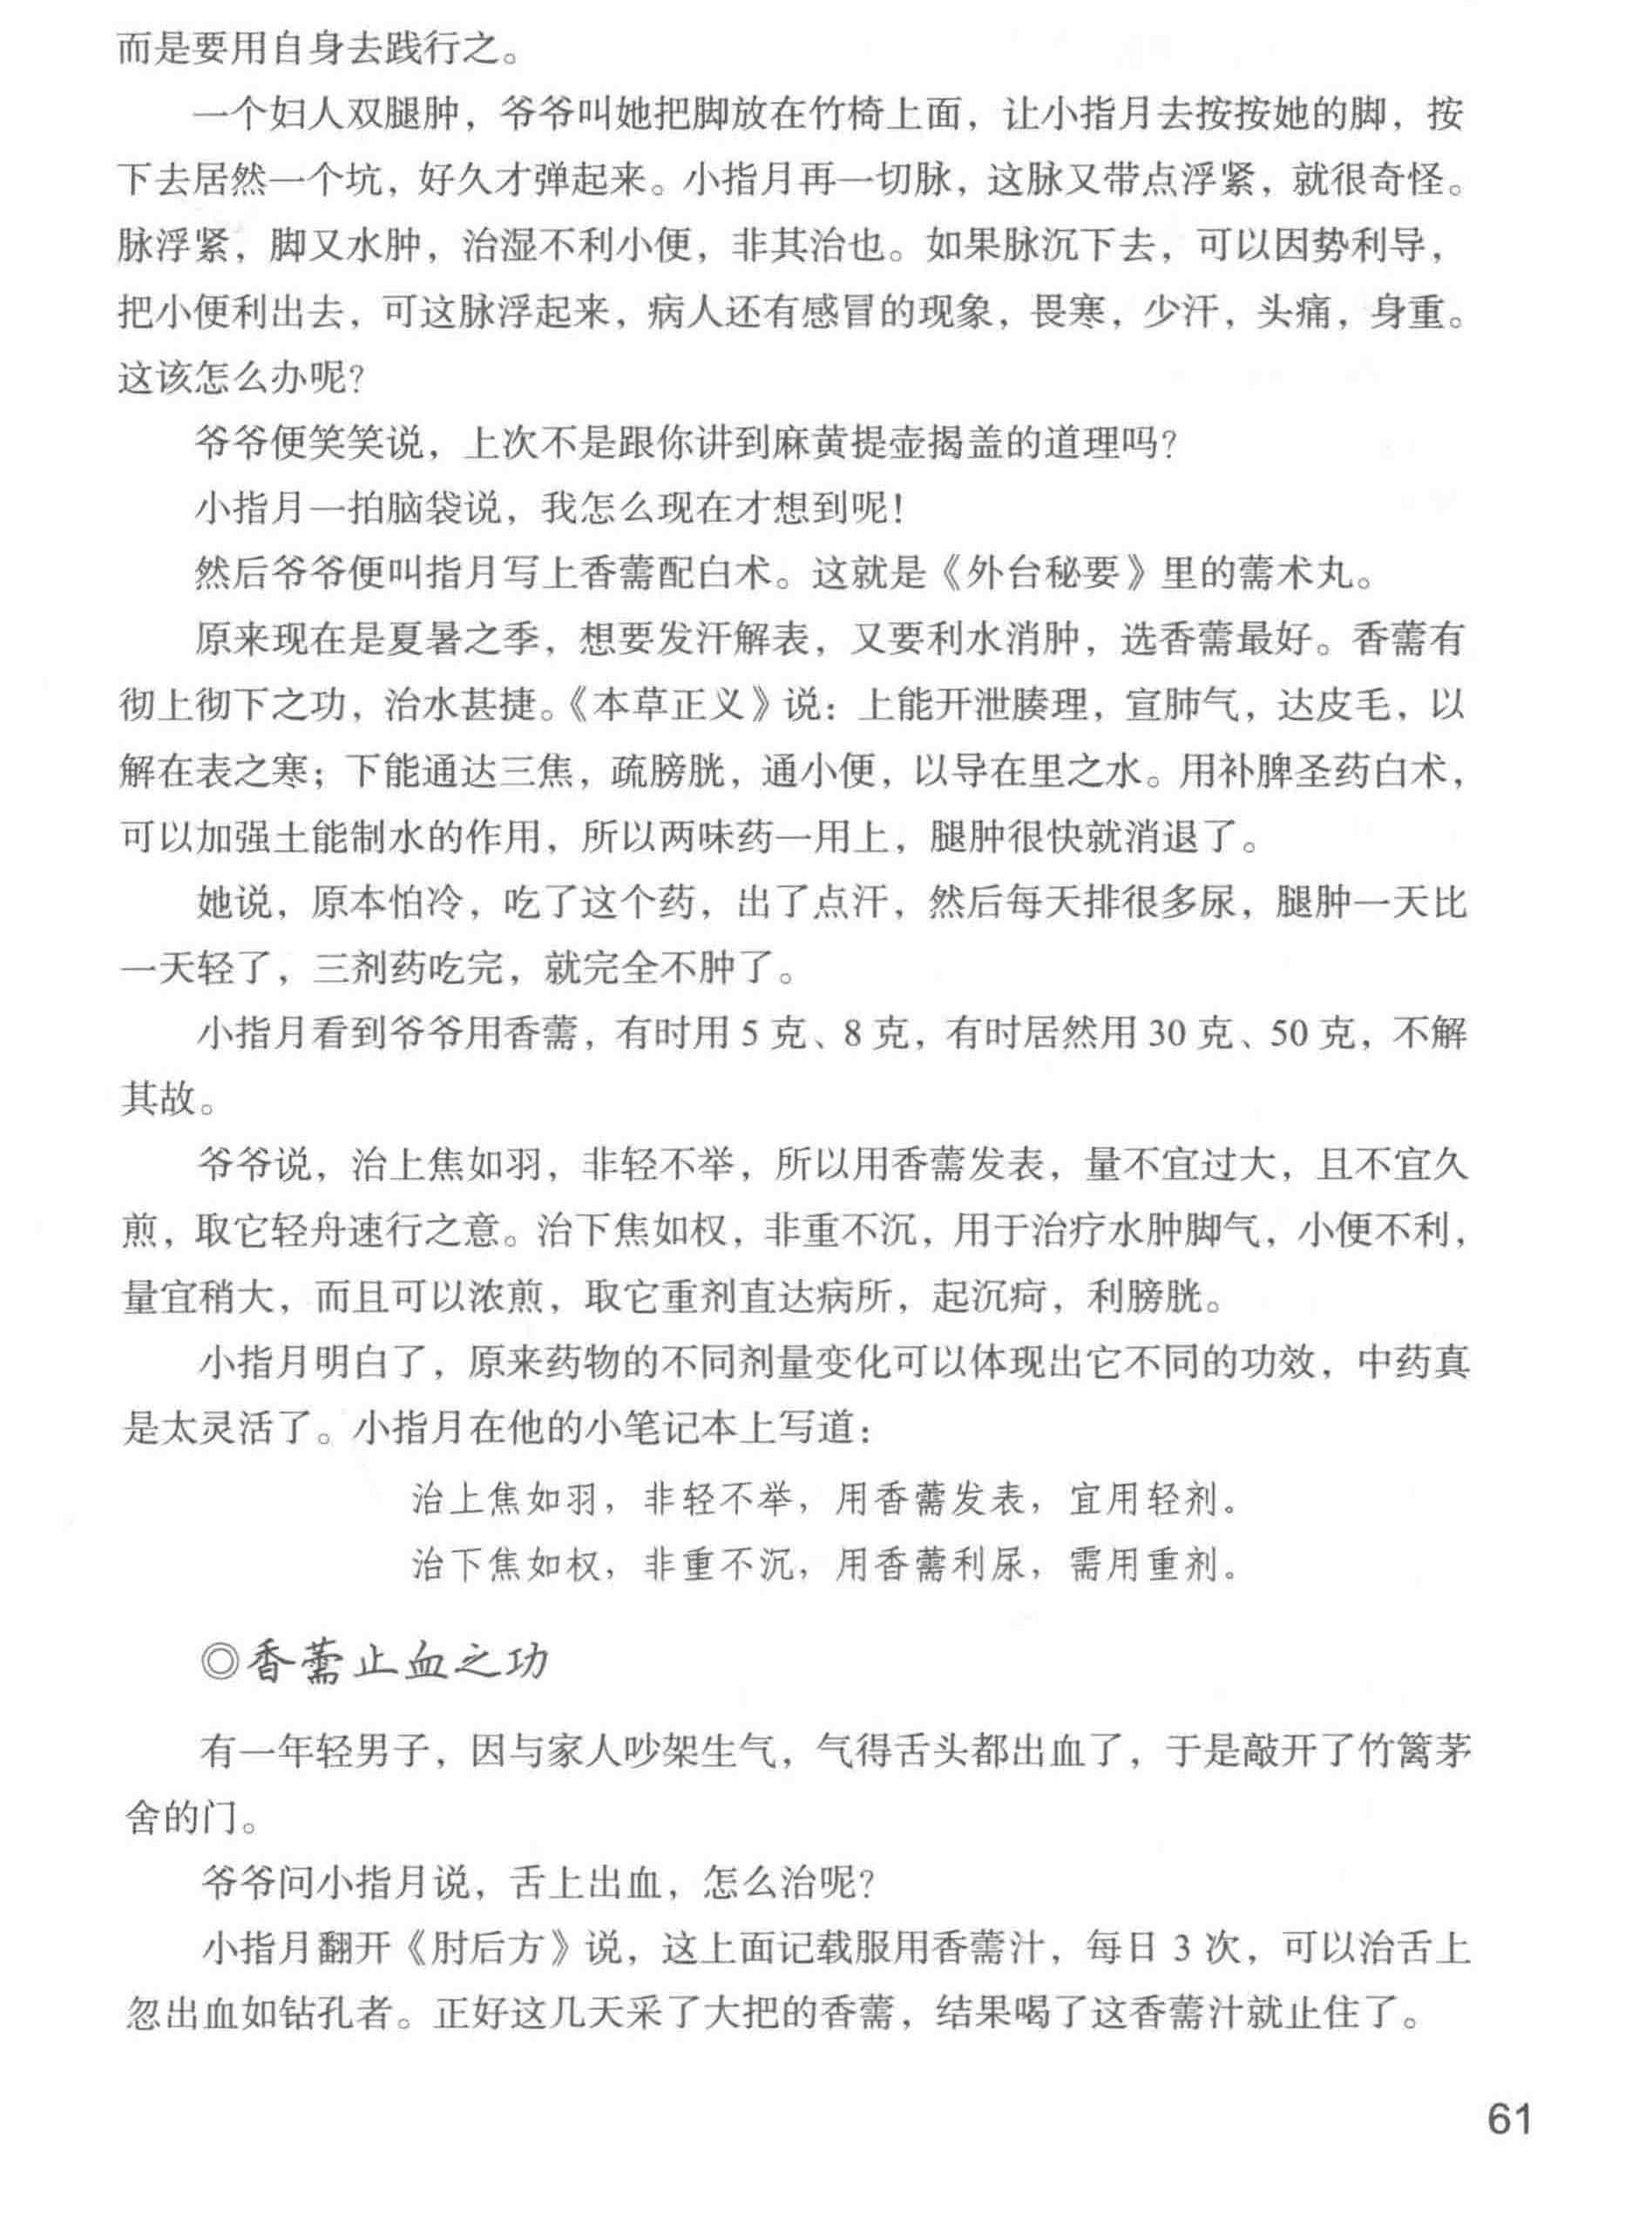 而是要用自身去践行之。
一个妇人双腿肿，爷爷叫她把脚放在竹椅上面，让小指月去按按她的脚，按
下去居然一个坑，好久才弹起来。小指月再一切脉，这脉又带点浮紧，就很奇怪。
脉浮紧，脚又水肿，治湿不利小便，非其治也。如果脉沉下去，可以因势利导，
把小便利出去，可这脉浮起来，病人还有感冒的现象，畏寒，少汗，头痛，身重。
这该怎么办呢？
爷爷便笑笑说，上次不是跟你讲到麻黄提壶揭盖的道理吗？
小指月一拍脑袋说，我怎么现在才想到呢！
然后爷爷便叫指月写上香薷配白术。这就是《外台秘要》里的薷术丸。
原来现在是夏暑之季，想要发汗解表，又要利水消肿，选香薷最好。香薷有
彻上彻下之功，治水甚捷。《本草正义》说：上能开泄腠理，宣肺气，达皮毛，以
解在表之寒；下能通达三焦，疏膀胱，通小便，以导在里之水。用补脾圣药白术，
可以加强土能制水的作用，所以两味药一用上，腿肿很快就消退了。
她说，原本怕冷，吃了这个药，出了点汗，然后每天排很多尿，腿肿一天比
一天轻了，三剂药吃完，就完全不肿了。
小指月看到爷爷用香薷，有时用 5 克、8 克，有时居然用 30 克、50 克，不解
其故。
爷爷说，治上焦如羽，非轻不举，所以用香薷发表，量不宜过大，且不宜久
煎，取它轻舟速行之意。治下焦如权，非重不沉，用于治疗水肿脚气，小便不利，
量宜稍大，而且可以浓煎，取它重剂直达病所，起沉疴，利膀胱。
小指月明白了，原来药物的不同剂量变化可以体现出它不同的功效，中药真
是太灵活了。小指月在他的小笔记本上写道：
治上焦如羽，非轻不举，用香薷发表，宜用轻剂。
治下焦如权，非重不沉，用香薷利尿，需用重剂。
◎香薷止血之功
有一年轻男子，因与家人吵架生气，气得舌头都出血了，于是敲开了竹篱茅
舍的门。
爷爷问小指月说，舌上出血，怎么治呢？
小指月翻开《肘后方》说，这上面记载服用香薷汁，每日 3 次，可以治舌上
忽出血如钻孔者。正好这几天采了大把的香薷，结果喝了这香薷汁就止住了。
61